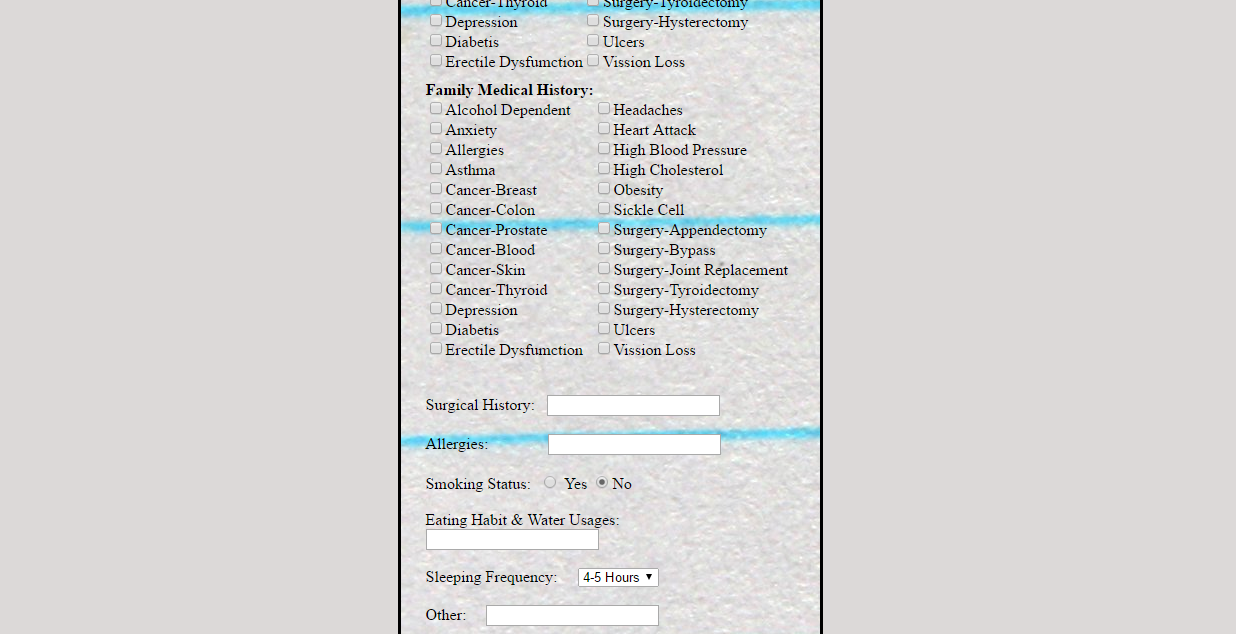 Cancer-Thyroid Surgery-Tyroidectomy
Depression Surgery-Hysterectomy
Diabetis Ulcers
Erectile Dysfumction Vission Loss
Family Medical History:
Alcohol Dependent Headaches
Anxiety Heart Attack
Allergies High Blood Pressure
Asthma High Cholesterol
Cancer-Breast Obesity
Cancer-Colon Sickle Cell
Cancer-Prostate Surgery-Appendectomy
Cancer-Blood Surgery-Bypass
Cancer-Skin Surgery-Joint Replacement
Cancer-Thyroid Surgery-Tyroidectomy
Depression Surgery-Hysterectomy
Diabetis Ulcers
Erectile Dysfumction Vission Loss
Surgical History:
Allergies:
Smoking Status: Yes No
Eating Habit & Water Usages:
Sleeping Frequency: 4-5 Hours
Other: